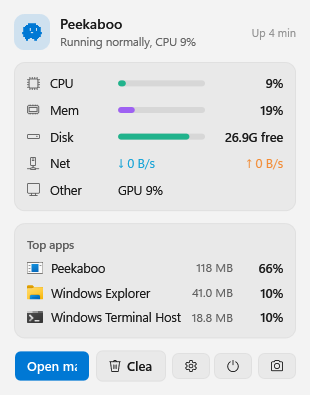 Peekaboo
Running normally, CPU 9%
Up 4 min
CPU 9%
Mem 19%
Disk 26.9G free
Net ↓ 0 B/s ↑ 0 B/s
Other GPU 9%
Top apps
Peekaboo 118 MB 66%
Windows Explorer 41.0 MB 10%
Windows Terminal Host 18.8 MB 10%
Open ma Clea